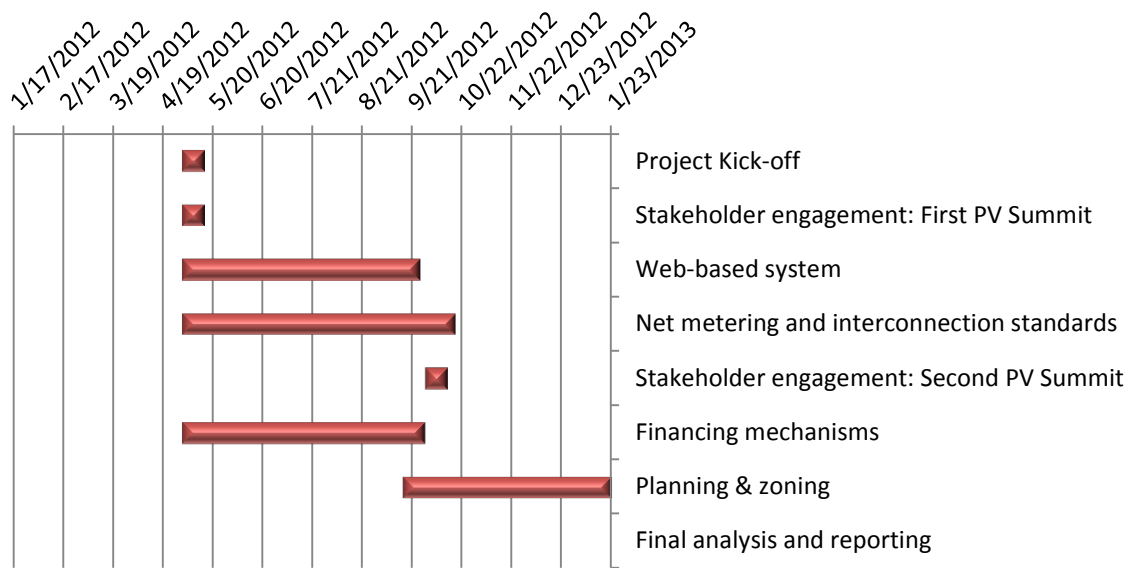 1/17/2012
2/17/2012
3/19/2012
4/19/2012
5/20/2012
6/20/2012
7/21/2012
8/21/2012
9/21/2012
10/22/2012
11/22/2012
12/23/2012
1/23/2013
Project Kick-off
Stakeholder engagement: First PV Summit
Web-based system
Net metering and interconnection standards
Stakeholder engagement: Second PV Summit
Financing mechanisms
Planning & zoning
Final analysis and reporting